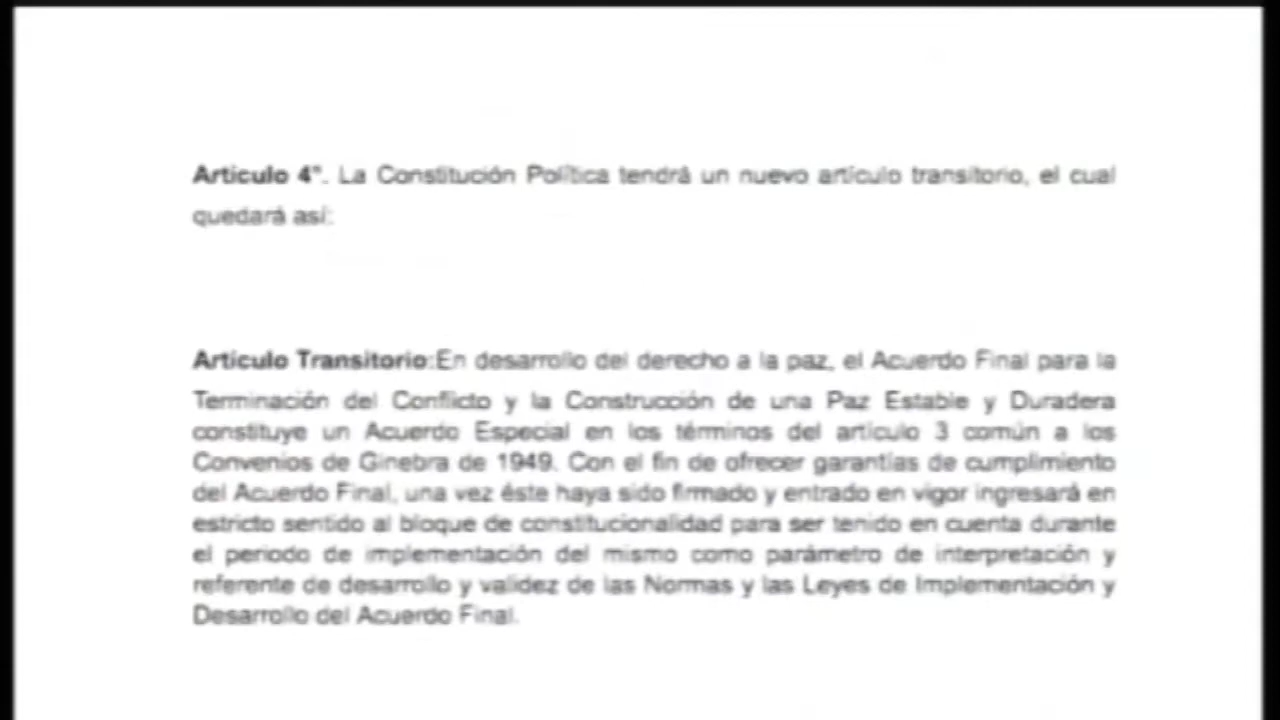 Artículo 4°. La Constitución Política tendrá un nuevo artículo transitorio, el cual
quedará así:
Artículo Transitorio:En desarrollo del derecho a la paz, el Acuerdo Final para la
Terminación del Conflicto y la Construcción de una Paz Estable y Duradera
constituye un Acuerdo Especial en los términos del artículo 3 común a los
Convenios de Ginebra de 1949. Con el fin de ofrecer garantías de cumplimiento
del Acuerdo Final, una vez éste haya sido firmado y entrado en vigor ingresará en
estricto sentido al bloque de constitucionalidad para ser tenido en cuenta durante
el periodo de implementación del mismo como parámetro de interpretación y
referente de desarrollo y validez de las Normas y las Leyes de Implementación y
Desarrollo del Acuerdo Final.